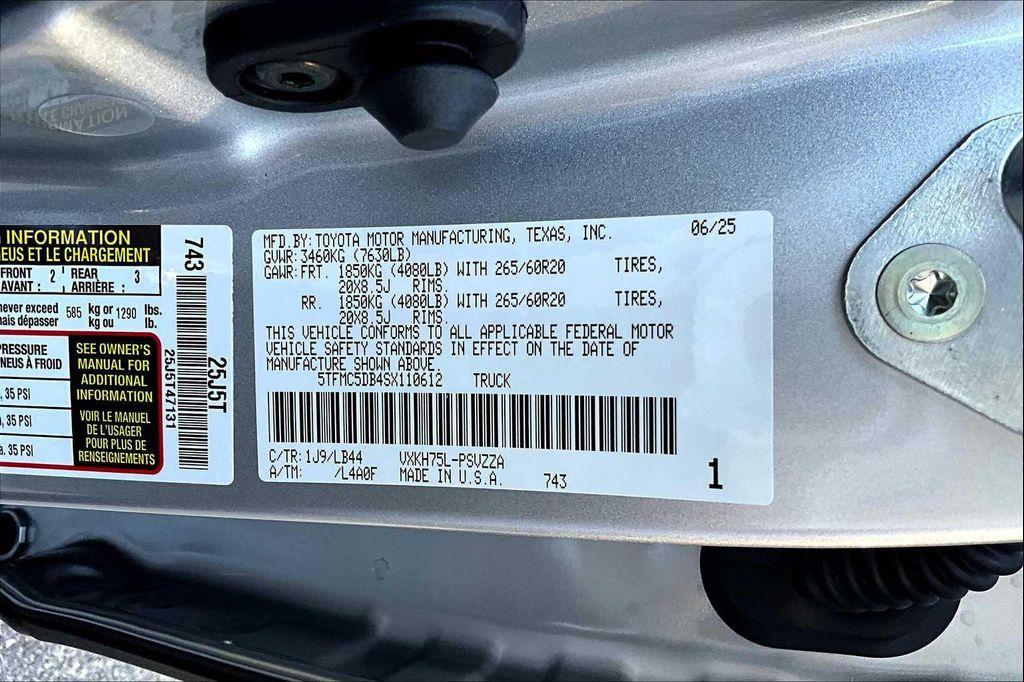 LE BA
MATION
INFORMATION
NEUS ET LE CHARGEMENT
FRONT 2 REAR 3
AVANT : ARRIÈRE :
never exceed 585 kg or 1290 lbs.
mais dépasser kg ou lb.
PRESSURE
NEUS À FROID
, 35 PSI
, 35 PSI
a. 35 PSI
SEE OWNER'S
MANUAL FOR
ADDITIONAL
INFORMATION
VOIR LE MANUEL
DE L'USAGER
POUR PLUS DE
RENSEIGNEMENTS
743
25J5T47131
25J5T
MFD.BY:TOYOTA MOTOR MANUFACTURING, TEXAS, INC. 06/25
GVWR:3460KG (7630LB)
GAWR:FRT. 1850KG (4080LB) WITH 265/60R20 TIRES,
20X8.5J RIMS.
RR. 1850KG (4080LB) WITH 265/60R20 TIRES,
20X8.5J RIMS.
THIS VEHICLE CONFORMS TO ALL APPLICABLE FEDERAL MOTOR
VEHICLE SAFETY STANDARDS IN EFFECT ON THE DATE OF
MANUFACTURE SHOWN ABOVE.
5TFMC5DB4SX110612 TRUCK
C/TR:1J9/LB44 VXKH75L-PSVZZA
A/TM: /L4A0F MADE IN U.S.A. 743 1